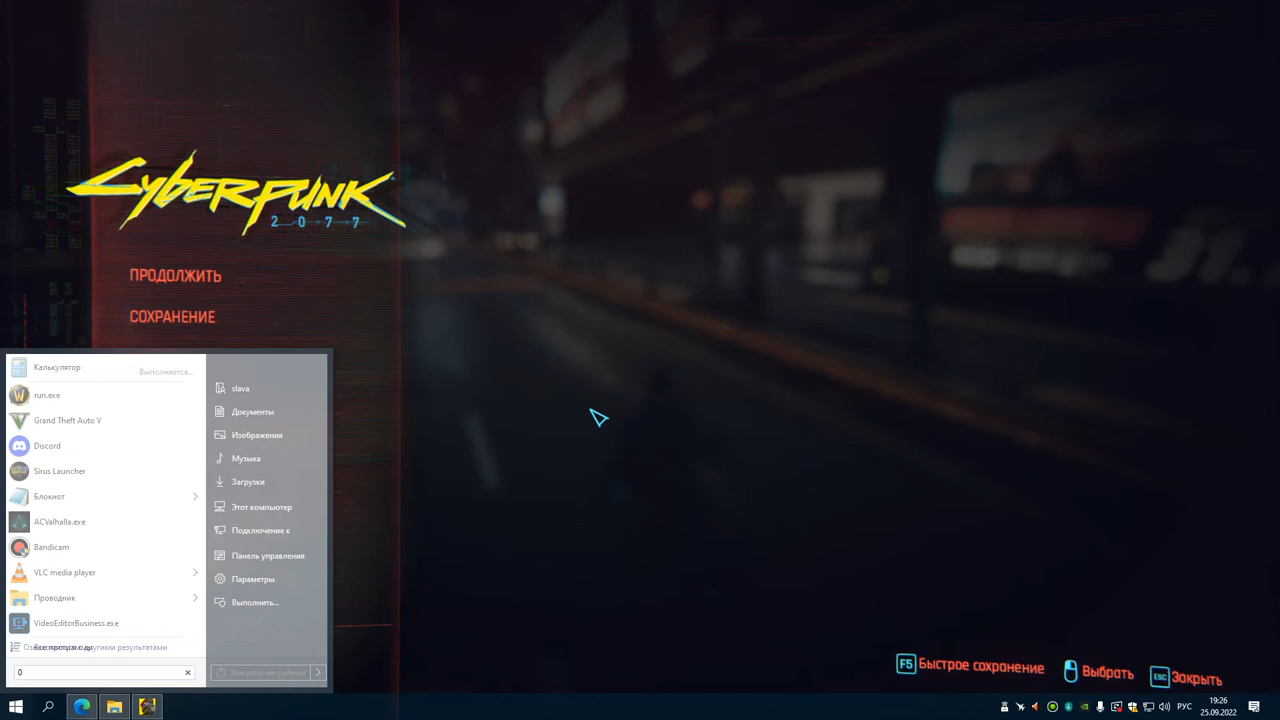 CYBERPUNK
2077
ПРОДОЛЖИТЬ
СОХРАНЕНИЕ
Калькулятор
Выполняется...
run.exe
Grand Theft Auto V
Discord
Sirus Launcher
Блокнот
ACValhalla.exe
Bandicam
VLC media player
Проводник
VideoEditorBusiness.exe
другими результатами
0
slava
Документы
Изображения
Музыка
Загрузки
Этот компьютер
Подключение к
Панель управления
Параметры
Выполнить...
F5 Быстрое сохранение
Выбрать
ESC Закрыть
РУС
19:26
25.09.2022